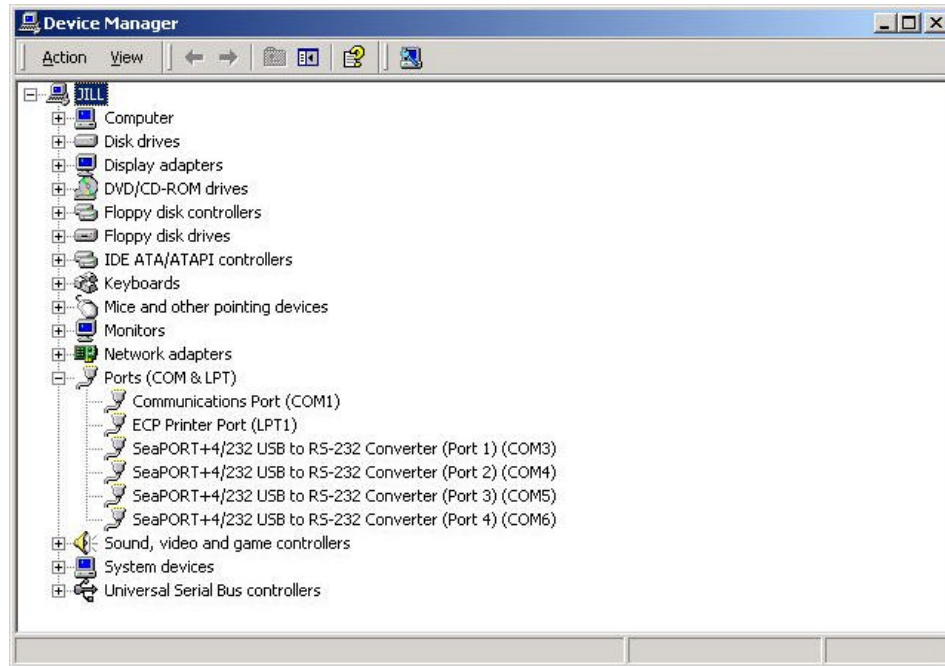 Device Manager
Action View
JILL
Computer
Disk drives
Display adapters
DVD/CD-ROM drives
Floppy disk controllers
Floppy disk drives
IDE ATA/ATAPI controllers
Keyboards
Mice and other pointing devices
Monitors
Network adapters
Ports (COM & LPT)
Communications Port (COM1)
ECP Printer Port (LPT1)
SeaPORT+4/232 USB to RS-232 Converter (Port 1) (COM3)
SeaPORT+4/232 USB to RS-232 Converter (Port 2) (COM4)
SeaPORT+4/232 USB to RS-232 Converter (Port 3) (COM5)
SeaPORT+4/232 USB to RS-232 Converter (Port 4) (COM6)
Sound, video and game controllers
System devices
Universal Serial Bus controllers